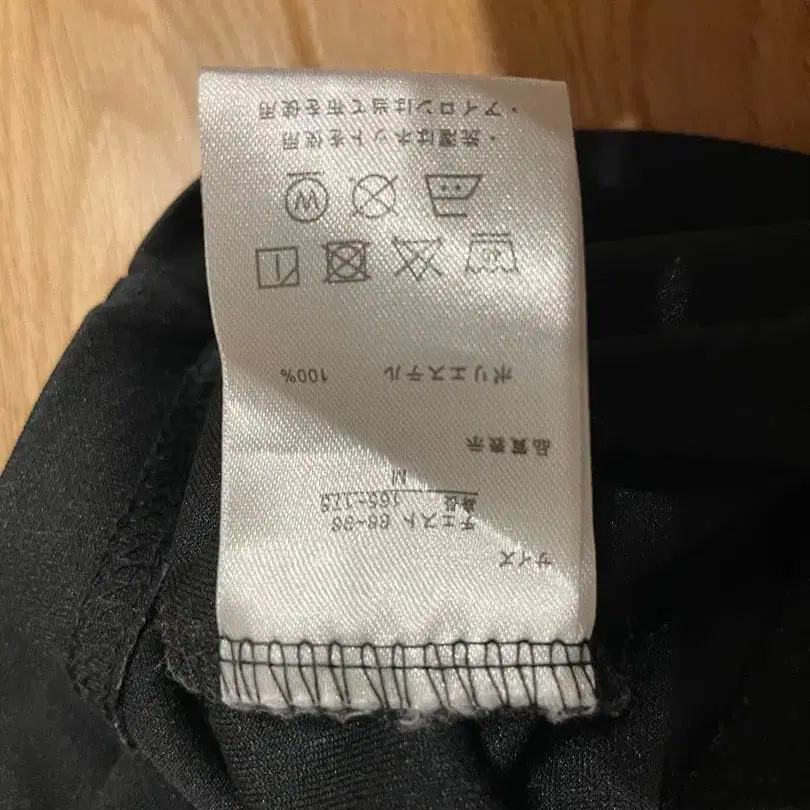 サイズ
チェスト 88-96
身長 165-175
M
品質表示
ポリエステル 100%
40
W
・洗濯はネットを使用
・アイロンは当て布を使用